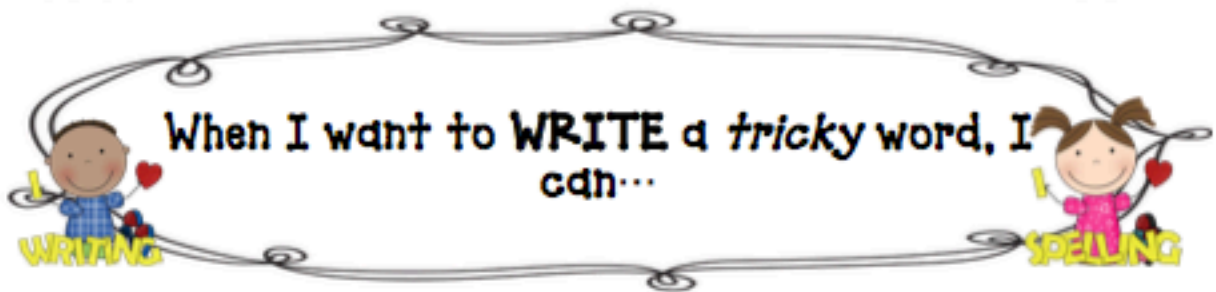 When I want to WRITE a tricky word, I
can…
I ❤ WRITING
I ❤ SPELLING